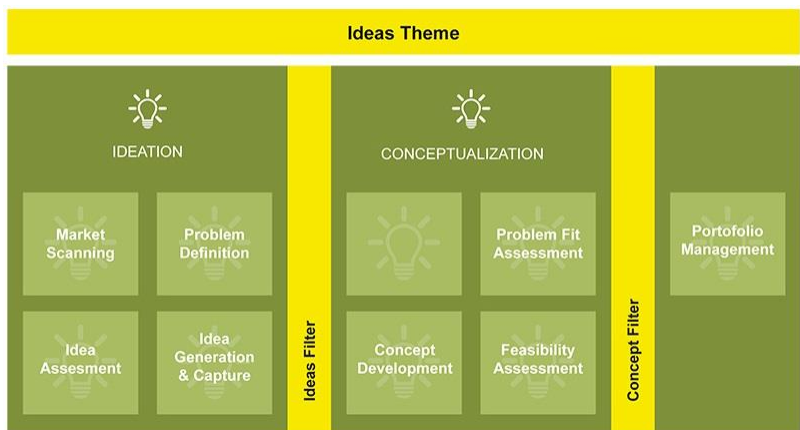 Ideas Theme
IDEATION
Market
Scanning
Problem
Definition
Idea
Assesment
Idea
Generation
& Capture
Ideas Filter
CONCEPTUALIZATION
Problem Fit
Assessment
Concept
Development
Feasibility
Assessment
Concept Filter
Portofolio
Management